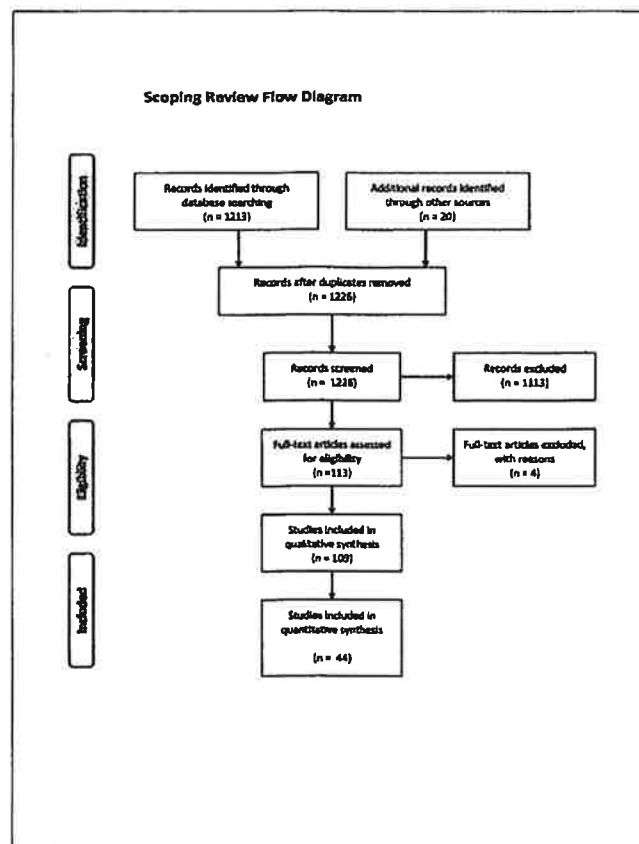 Scoping Review Flow Diagram
Identification
Records identified through
database searching
(n = 1213)
Additional records identified
through other sources
(n = 20)
Records after duplicates removed
(n = 1226)
Screening
Records screened
(n = 1226)
Records excluded
(n = 1113)
Eligibility
Full-text articles assessed
for eligibility
(n =113)
Full-text articles excluded,
with reasons
(n = 4)
Studies included in
qualitative synthesis
(n = 109)
Included
Studies included in
quantitative synthesis
(n = 44)